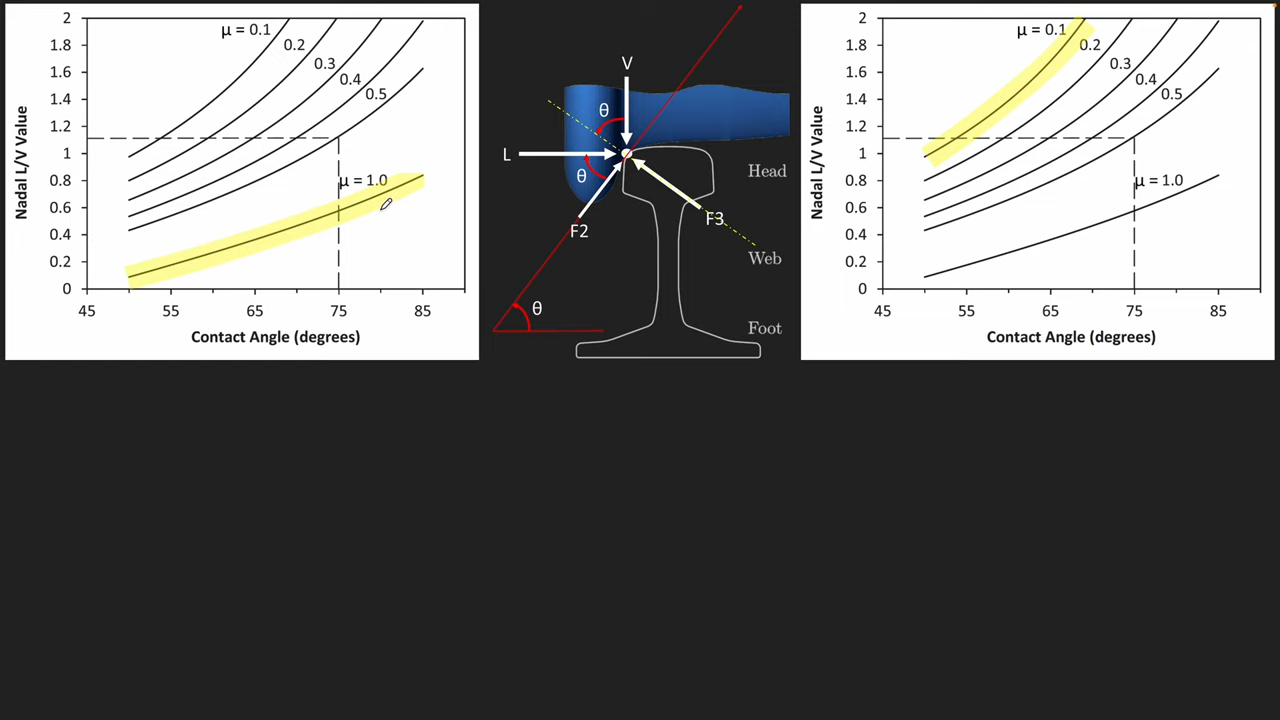 Nadal L/V Value
2
1.8
1.6
1.4
1.2
1
0.8
0.6
0.4
0.2
0
μ = 0.1
0.2
0.3
0.4
0.5
μ = 1.0
45
55
65
75
85
Contact Angle (degrees)
V
θ
L
θ
F2
F3
θ
Head
Web
Foot
Nadal L/V Value
2
1.8
1.6
1.4
1.2
1
0.8
0.6
0.4
0.2
0
μ = 0.1
0.2
0.3
0.4
0.5
μ = 1.0
45
55
65
75
85
Contact Angle (degrees)